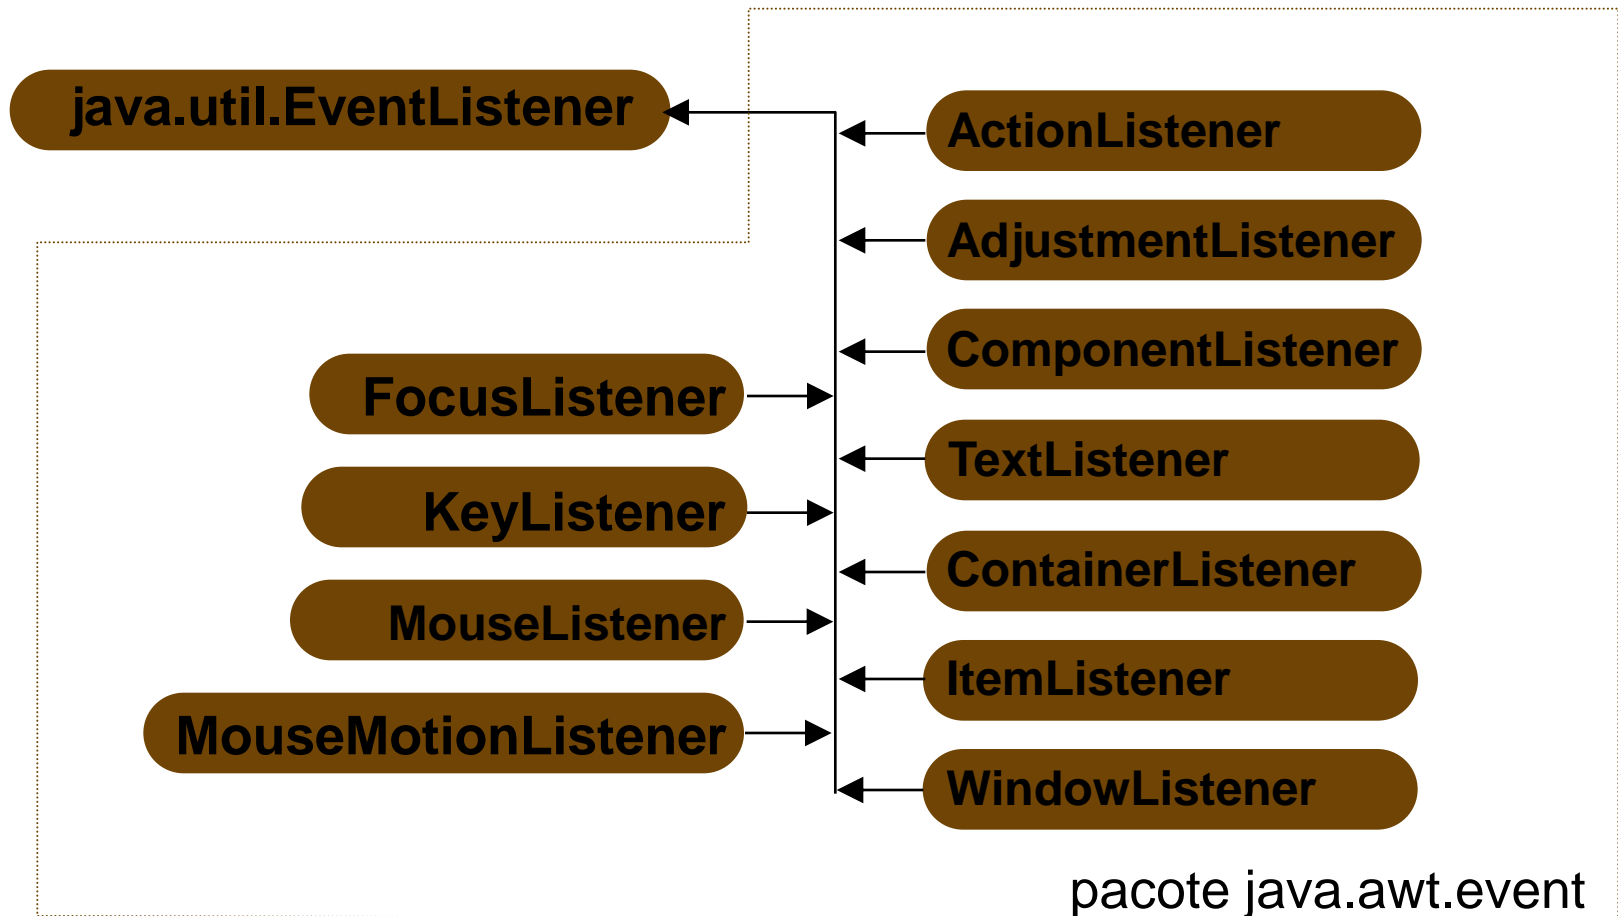 java.util.EventListener
ActionListener
AdjustmentListener
ComponentListener
FocusListener
TextListener
KeyListener
ContainerListener
MouseListener
ItemListener
MouseMotionListener
WindowListener
pacote java.awt.event